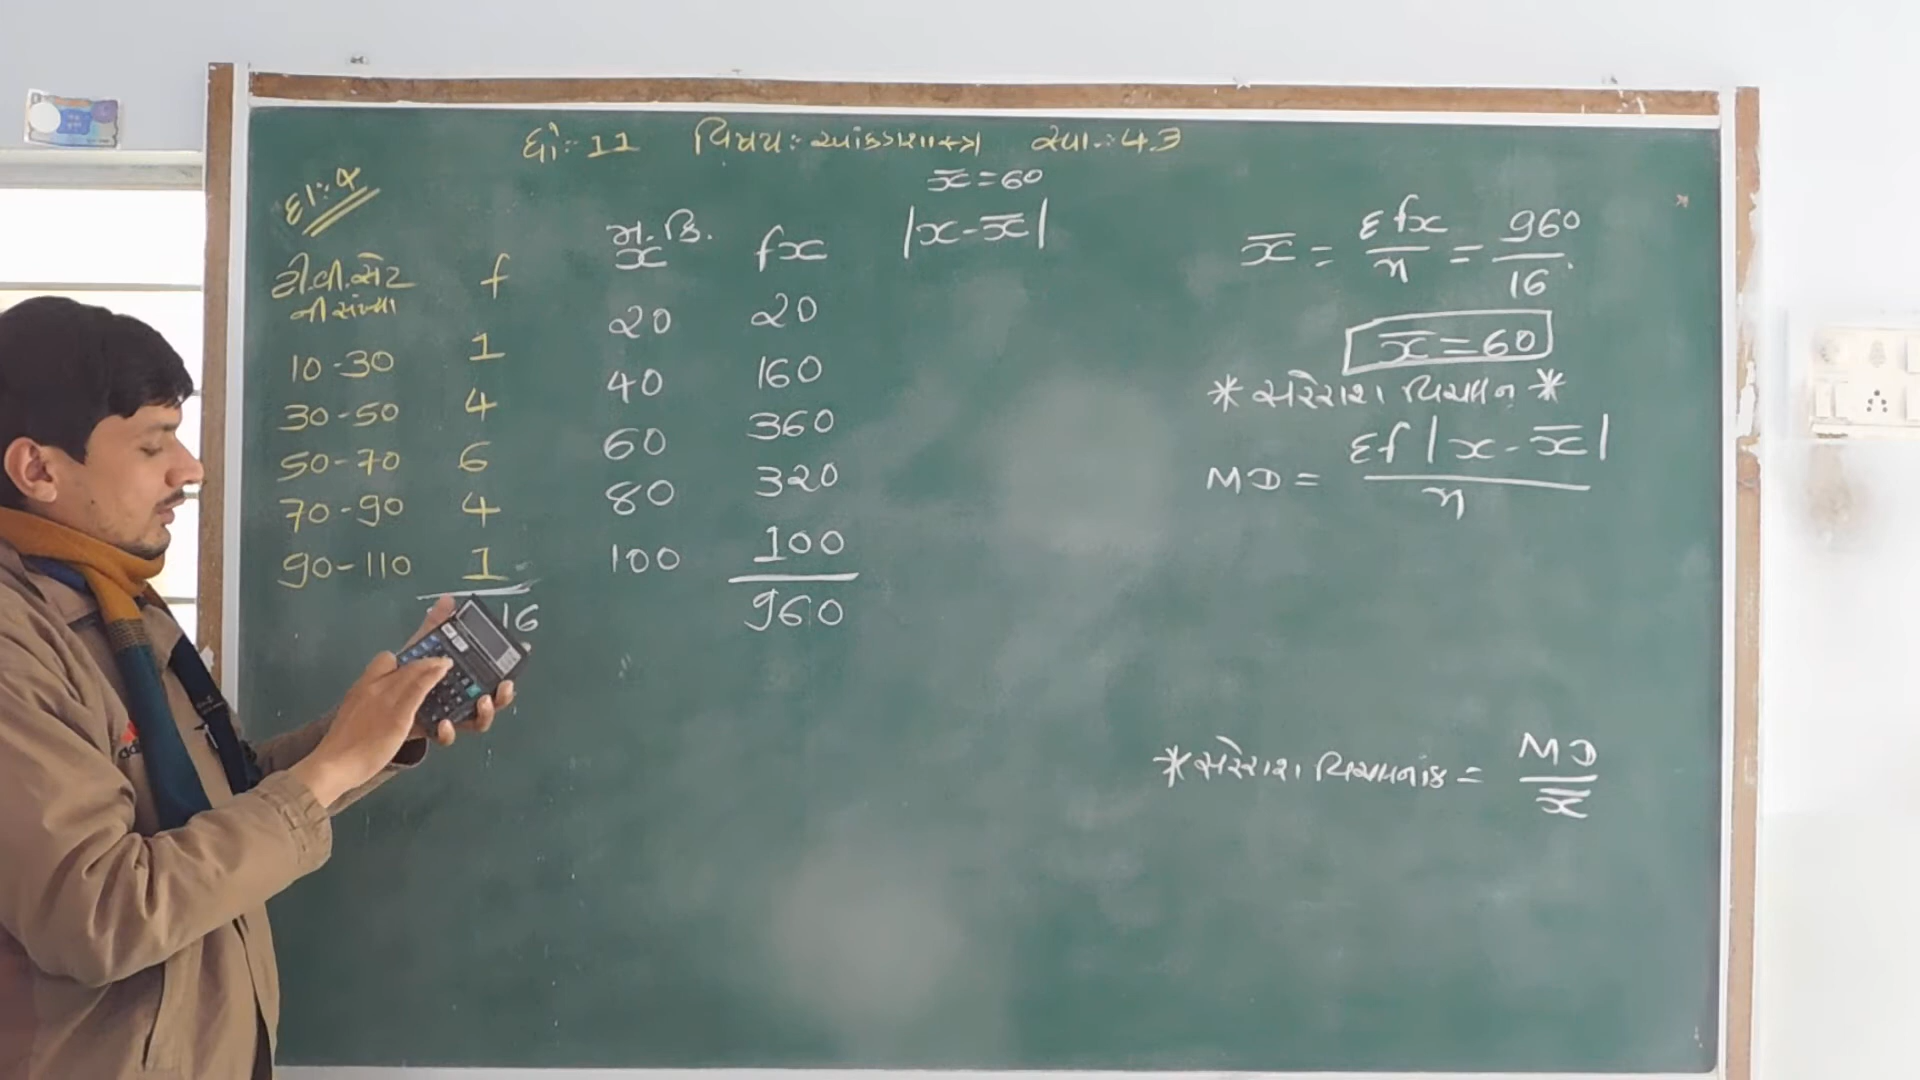 ધો:- 11 વિષય:- આંકડાશાસ્ત્ર સ્વા.:- 4.3
દા:-4
x̄ = 60
ટી.વી.સેટ ની સંખ્યા f મ.કિં. x fx |x - x̄|
10-30 1 20 20
30-50 4 40 160
50-70 6 60 360
70-90 4 80 320
90-110 1 100 100
16 960
x̄ = Σfx / n = 960 / 16
x̄ = 60
* સરેરાશ વિચલન *
MD = Σf|x - x̄| / n
* સરેરાશ વિચલનાંક = MD / x̄